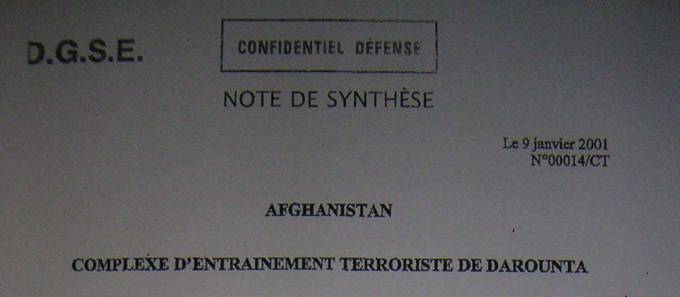 D.G.S.E.
CONFIDENTIEL DÉFENSE
NOTE DE SYNTHÈSE
Le 9 janvier 2001
N°00014/CT
AFGHANISTAN
COMPLEXE D'ENTRAINEMENT TERRORISTE DE DAROUNTA